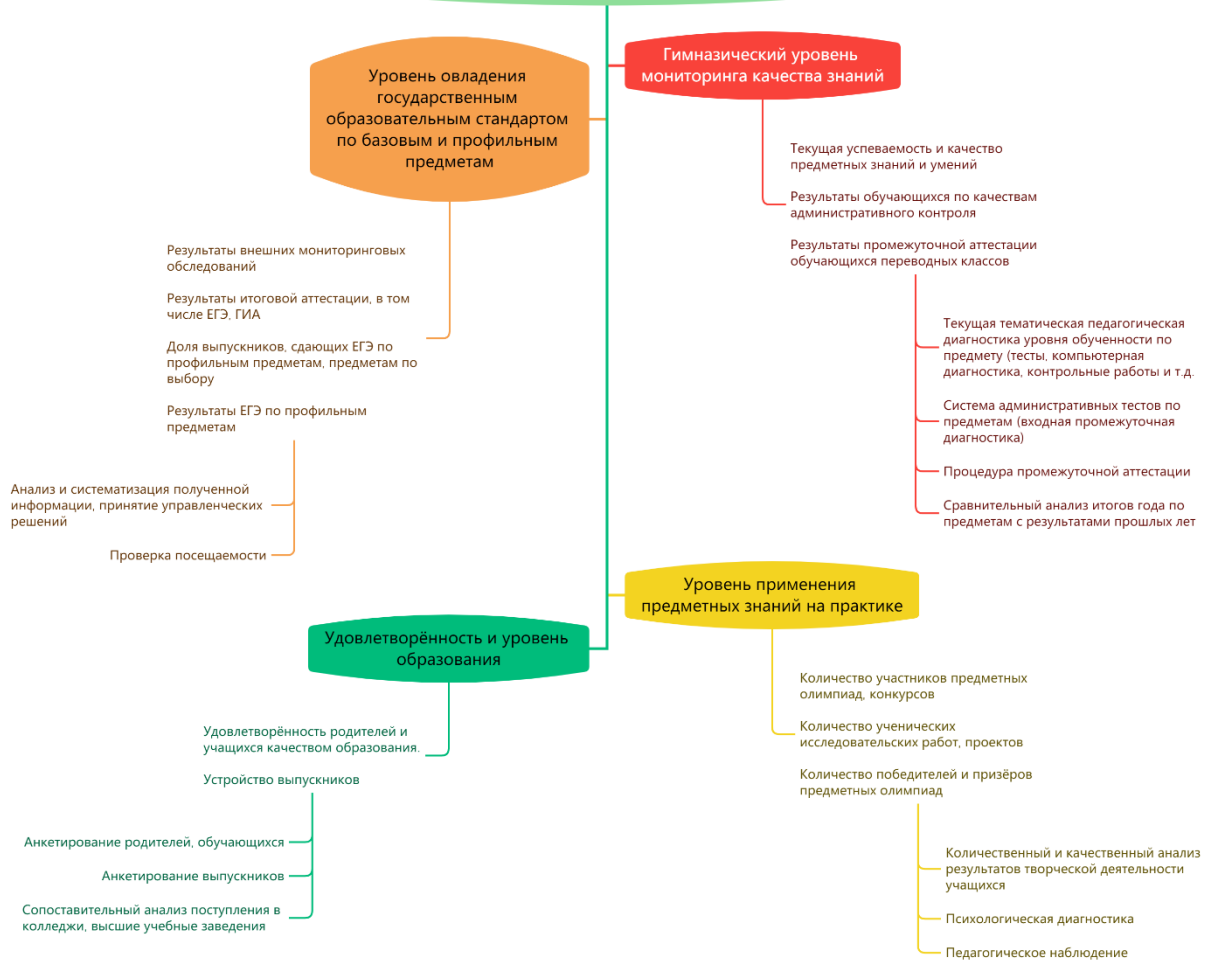 Гимназический уровень
мониторинга качества знаний
Текущая успеваемость и качество
предметных знаний и умений
Результаты обучающихся по качествам
административного контроля
Результаты промежуточной аттестации
обучающихся переводных классов
Текущая тематическая педагогическая
диагностика уровня обученности по
предмету (тесты, компьютерная
диагностика, контрольные работы и т.д.
Система административных тестов по
предметам (входная промежуточная
диагностика)
Процедура промежуточной аттестации
Сравнительный анализ итогов года по
предметам с результатами прошлых лет
Уровень овладения
государственным
образовательным стандартом
по базовым и профильным
предметам
Результаты внешних мониторинговых
обследований
Результаты итоговой аттестации, в том
числе ЕГЭ, ГИА
Доля выпускников, сдающих ЕГЭ по
профильным предметам, предметам по
выбору
Результаты ЕГЭ по профильным
предметам
Анализ и систематизация полученной
информации, принятие управленческих
решений
Проверка посещаемости
Уровень применения
предметных знаний на практике
Количество участников предметных
олимпиад, конкурсов
Количество ученических
исследовательских работ, проектов
Количество победителей и призёров
предметных олимпиад
Количественный и качественный анализ
результатов творческой деятельности
учащихся
Психологическая диагностика
Педагогическое наблюдение
Удовлетворённость и уровень
образования
Удовлетворённость родителей и
учащихся качеством образования.
Устройство выпускников
Анкетирование родителей, обучающихся
Анкетирование выпускников
Сопоставительный анализ поступления в
колледжи, высшие учебные заведения